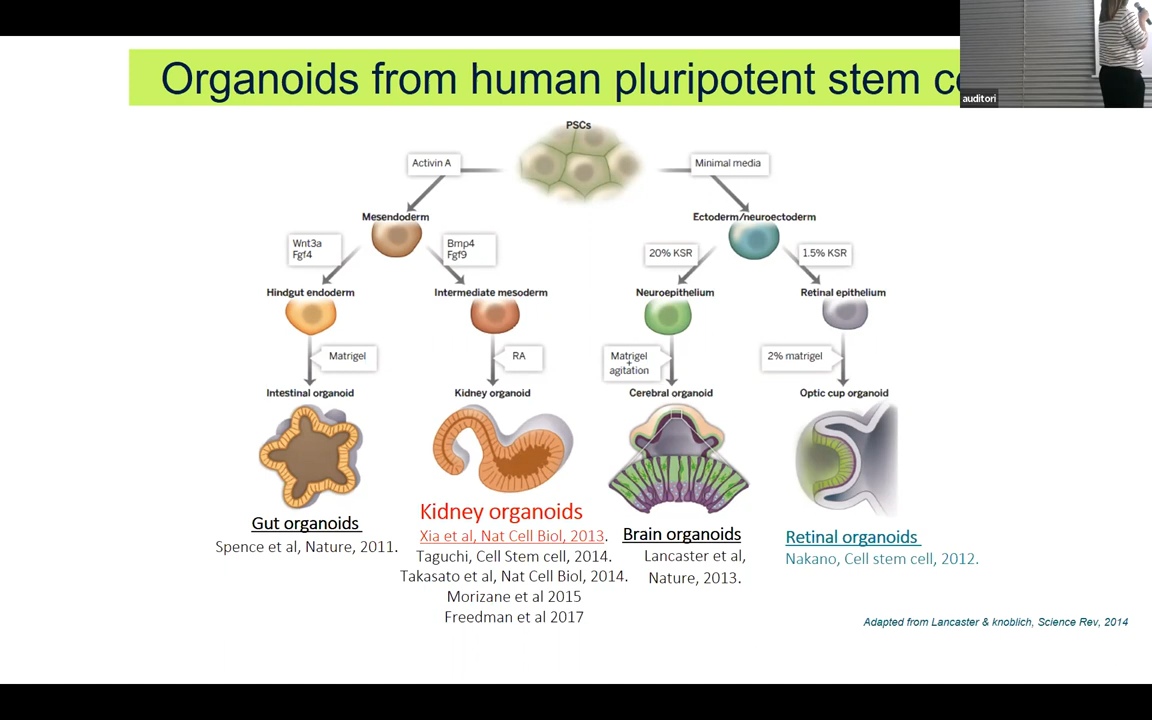 Organoids from human pluripotent stem
auditori
PSCs
Activin A
Minimal media
Mesendoderm
Ectoderm/neuroectoderm
Wnt3a
Fgf4
Bmp4
Fgf9
20% KSR
1.5% KSR
Hindgut endoderm
Intermediate mesoderm
Neuroepithelium
Retinal epithelium
Matrigel
RA
Matrigel
+
agitation
2% matrigel
Intestinal organoid
Kidney organoid
Cerebral organoid
Optic cup organoid
Gut organoids
Spence et al, Nature, 2011.
Kidney organoids
Xia et al, Nat Cell Biol, 2013.
Taguchi, Cell Stem cell, 2014.
Takasato et al, Nat Cell Biol, 2014.
Morizane et al 2015
Freedman et al 2017
Brain organoids
Lancaster et al,
Nature, 2013.
Retinal organoids
Nakano, Cell stem cell, 2012.
Adapted from Lancaster & knoblich, Science Rev, 2014